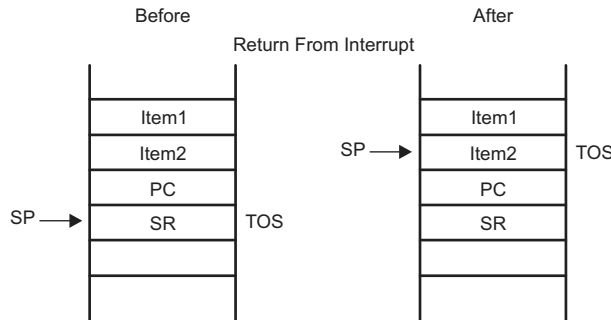 Before
After
Return From Interrupt
Item1
Item2
PC
SP
SR
TOS
Item1
SP
Item2
TOS
PC
SR